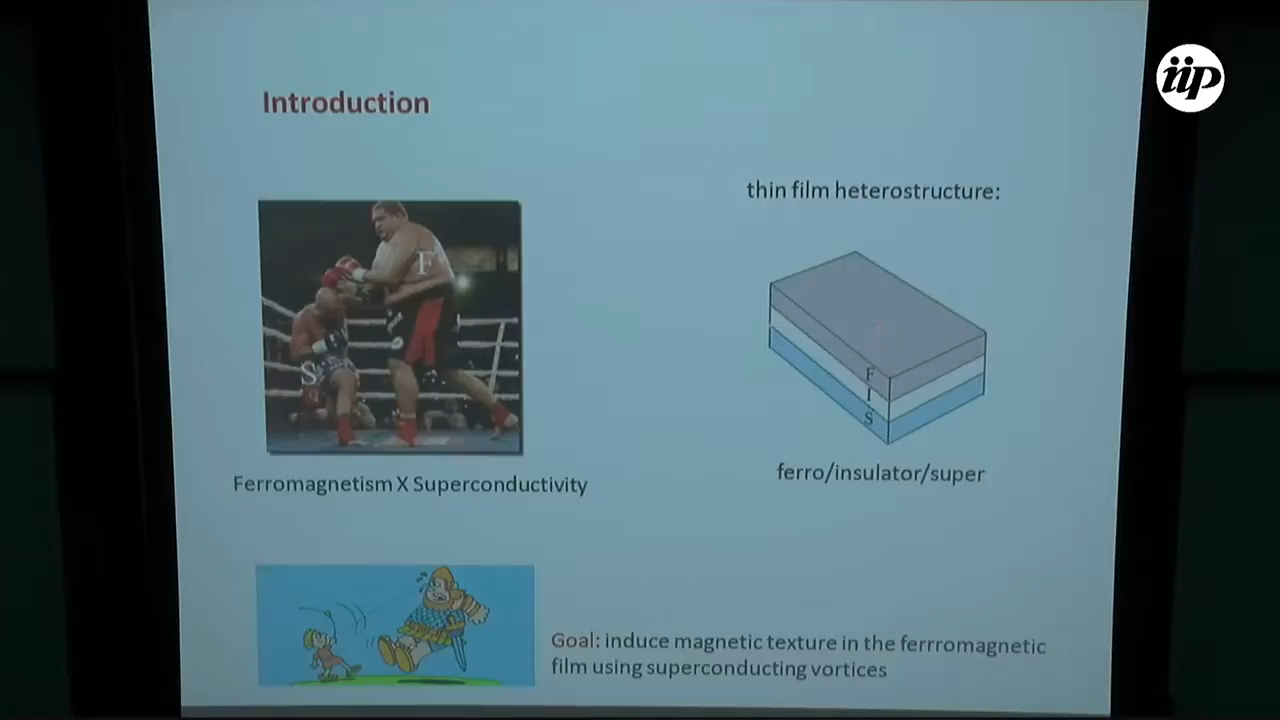 iip
Introduction
thin film heterostructure:
F
S
F
I
S
Ferromagnetism X Superconductivity
ferro/insulator/super
Goal: induce magnetic texture in the ferrromagnetic
film using superconducting vortices